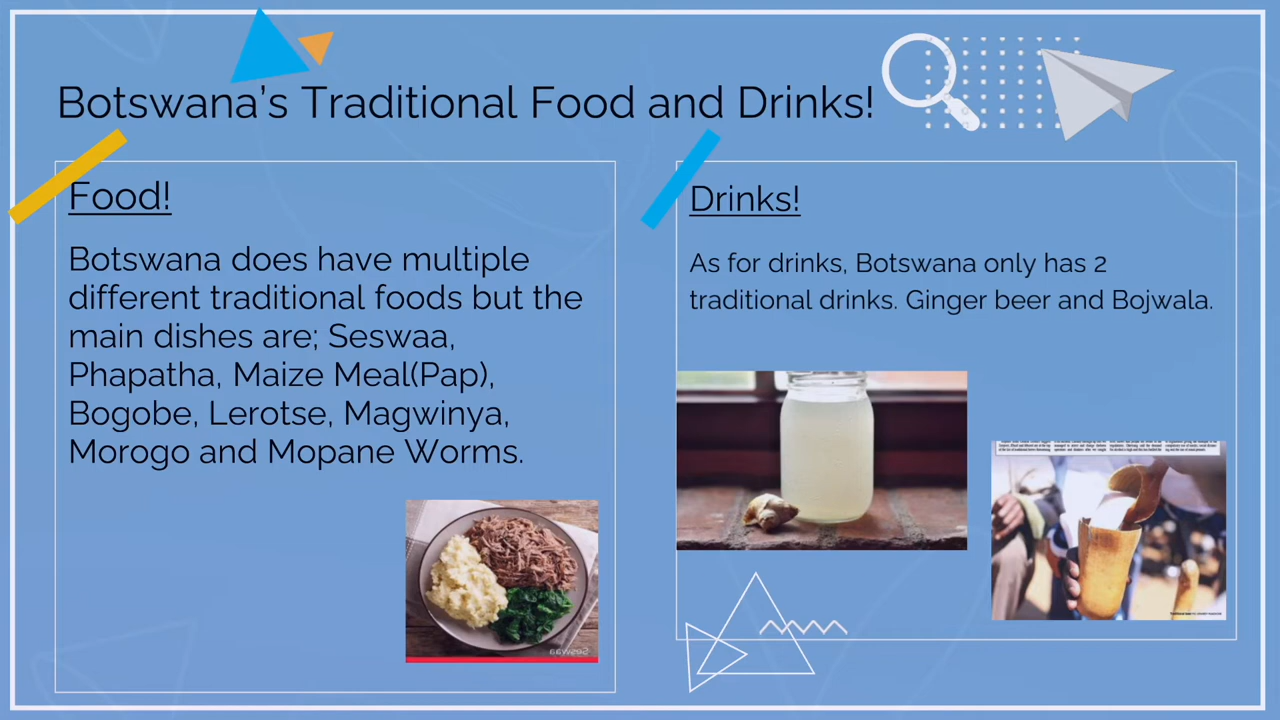 Botswana's Traditional Food and Drinks!
Food!
Botswana does have multiple
different traditional foods but the
main dishes are; Seswaa,
Phapatha, Maize Meal(Pap),
Bogobe, Lerotse, Magwinya,
Morogo and Mopane Worms.
Seswaa
Drinks!
As for drinks, Botswana only has 2
traditional drinks. Ginger beer and Bojwala.